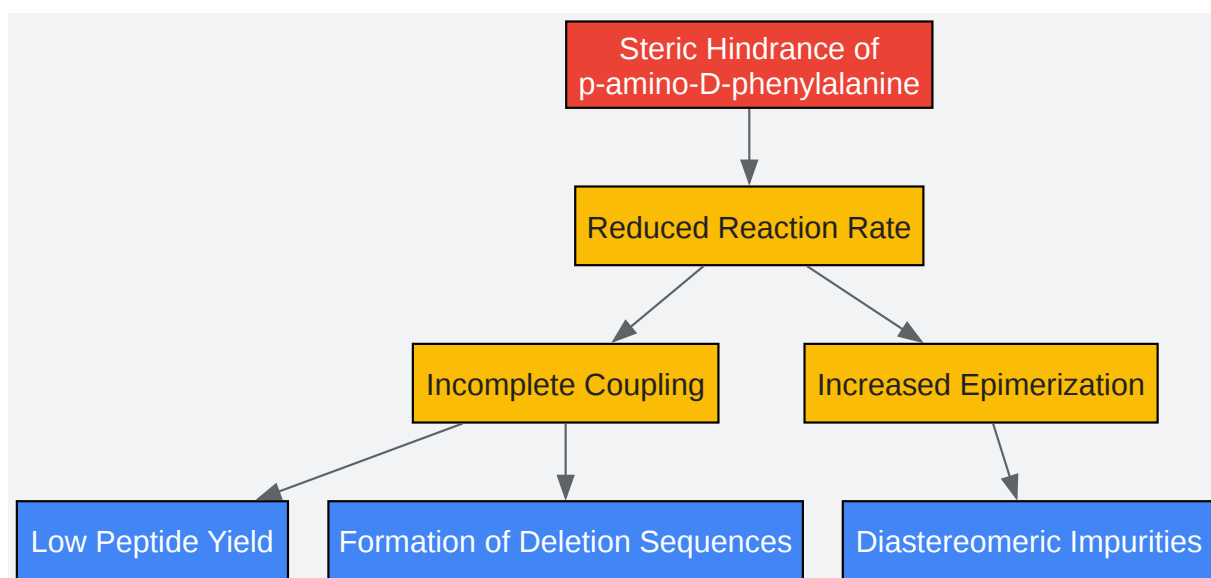 Steric Hindrance of
p-amino-D-phenylalanine
Reduced Reaction Rate
Incomplete Coupling
Increased Epimerization
Low Peptide Yield
Formation of Deletion Sequences
Diastereomeric Impurities